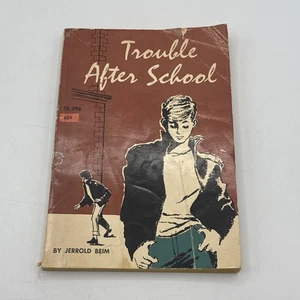 Trouble
After School
BY JERROLD BEIM